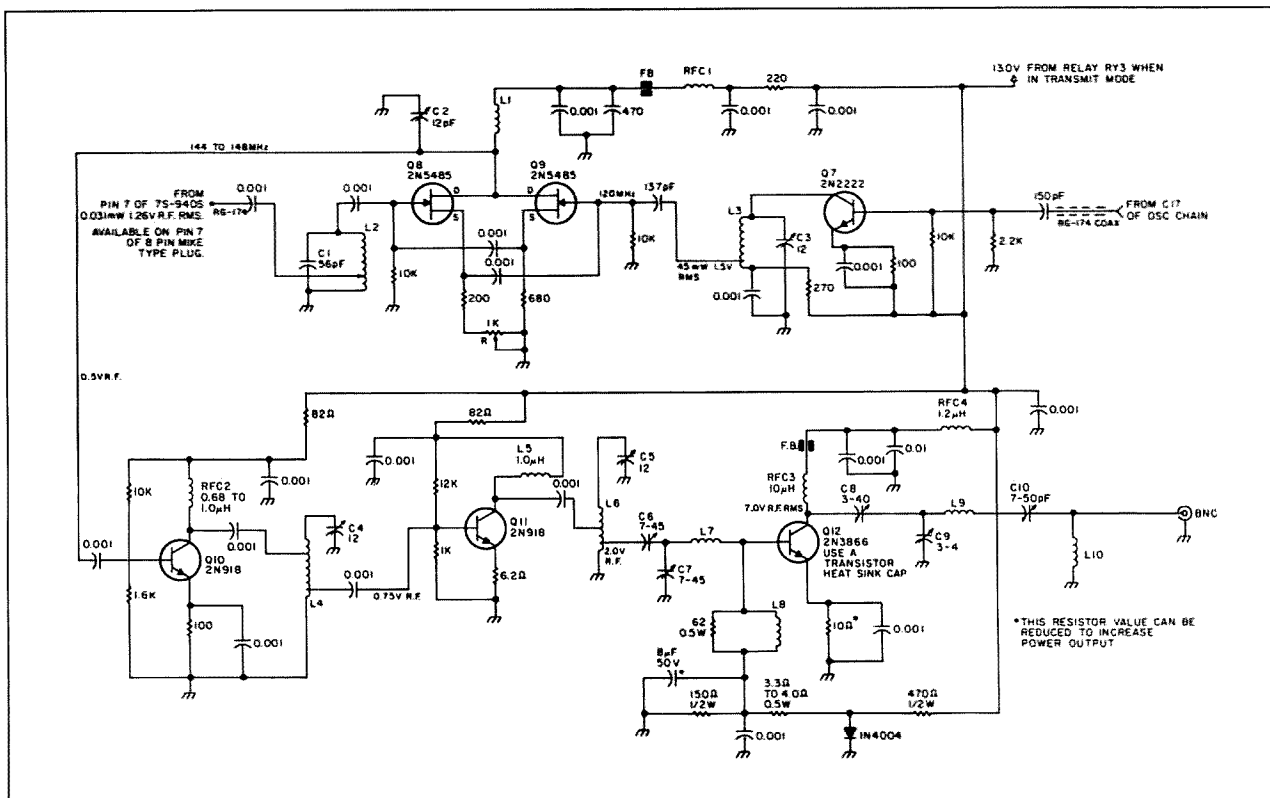 FB
RFC1
220
13.0V FROM RELAY RY3 WHEN
IN TRANSMIT MODE
L1
C2
12pF
0.001
470
0.001
0.001
144 TO 148MHz
Q8
2N5485
Q9
2N5485
120MHz
137pF
Q7
2N2222
150pF
FROM C17
OF OSC CHAIN
RG-174 COAX
FROM
PIN 7 OF 7S-940S
0.031mW 1.26V R.F. RMS.
AVAILABLE ON PIN 7
OF 8 PIN MIKE
TYPE PLUG.
0.001
RG-174
0.001
L2
C1
56pF
D
S
D
S
10K
0.001
0.001
10K
200
680
1K
R
L3
C3
12
45mW 1.5V
RMS
0.001
270
0.001
100
10K
2.2K
0.5V R.F.
82Ω
82Ω
0.001
RFC4
1.2µH
0.001
10K
RFC2
0.68 TO
1.0µH
0.001
0.001
L5
1.0µH
12K
0.001
C5
12
L6
F.B.
0.001
0.01
RFC3
10µH
C8
3-40
7.0V R.F. RMS
L9
C10
7-50pF
BNC
0.001
Q10
2N918
C4
12
L4
0.001
0.75V R.F.
Q11
2N918
1K
6.2Ω
2.0V
R.F.
C6
7-45
C7
7-45
L7
Q12
2N3866
USE A
TRANSISTOR
HEAT SINK CAP
C9
3-4
L10
1.6K
100
0.001
62
0.5W
L8
10Ω*
0.001
*THIS RESISTOR VALUE CAN BE
REDUCED TO INCREASE
POWER OUTPUT
8µF
50V
*
150Ω
1/2W
3.3Ω
TO 4.0Ω
0.5W
470Ω
1/2W
0.001
1N4004